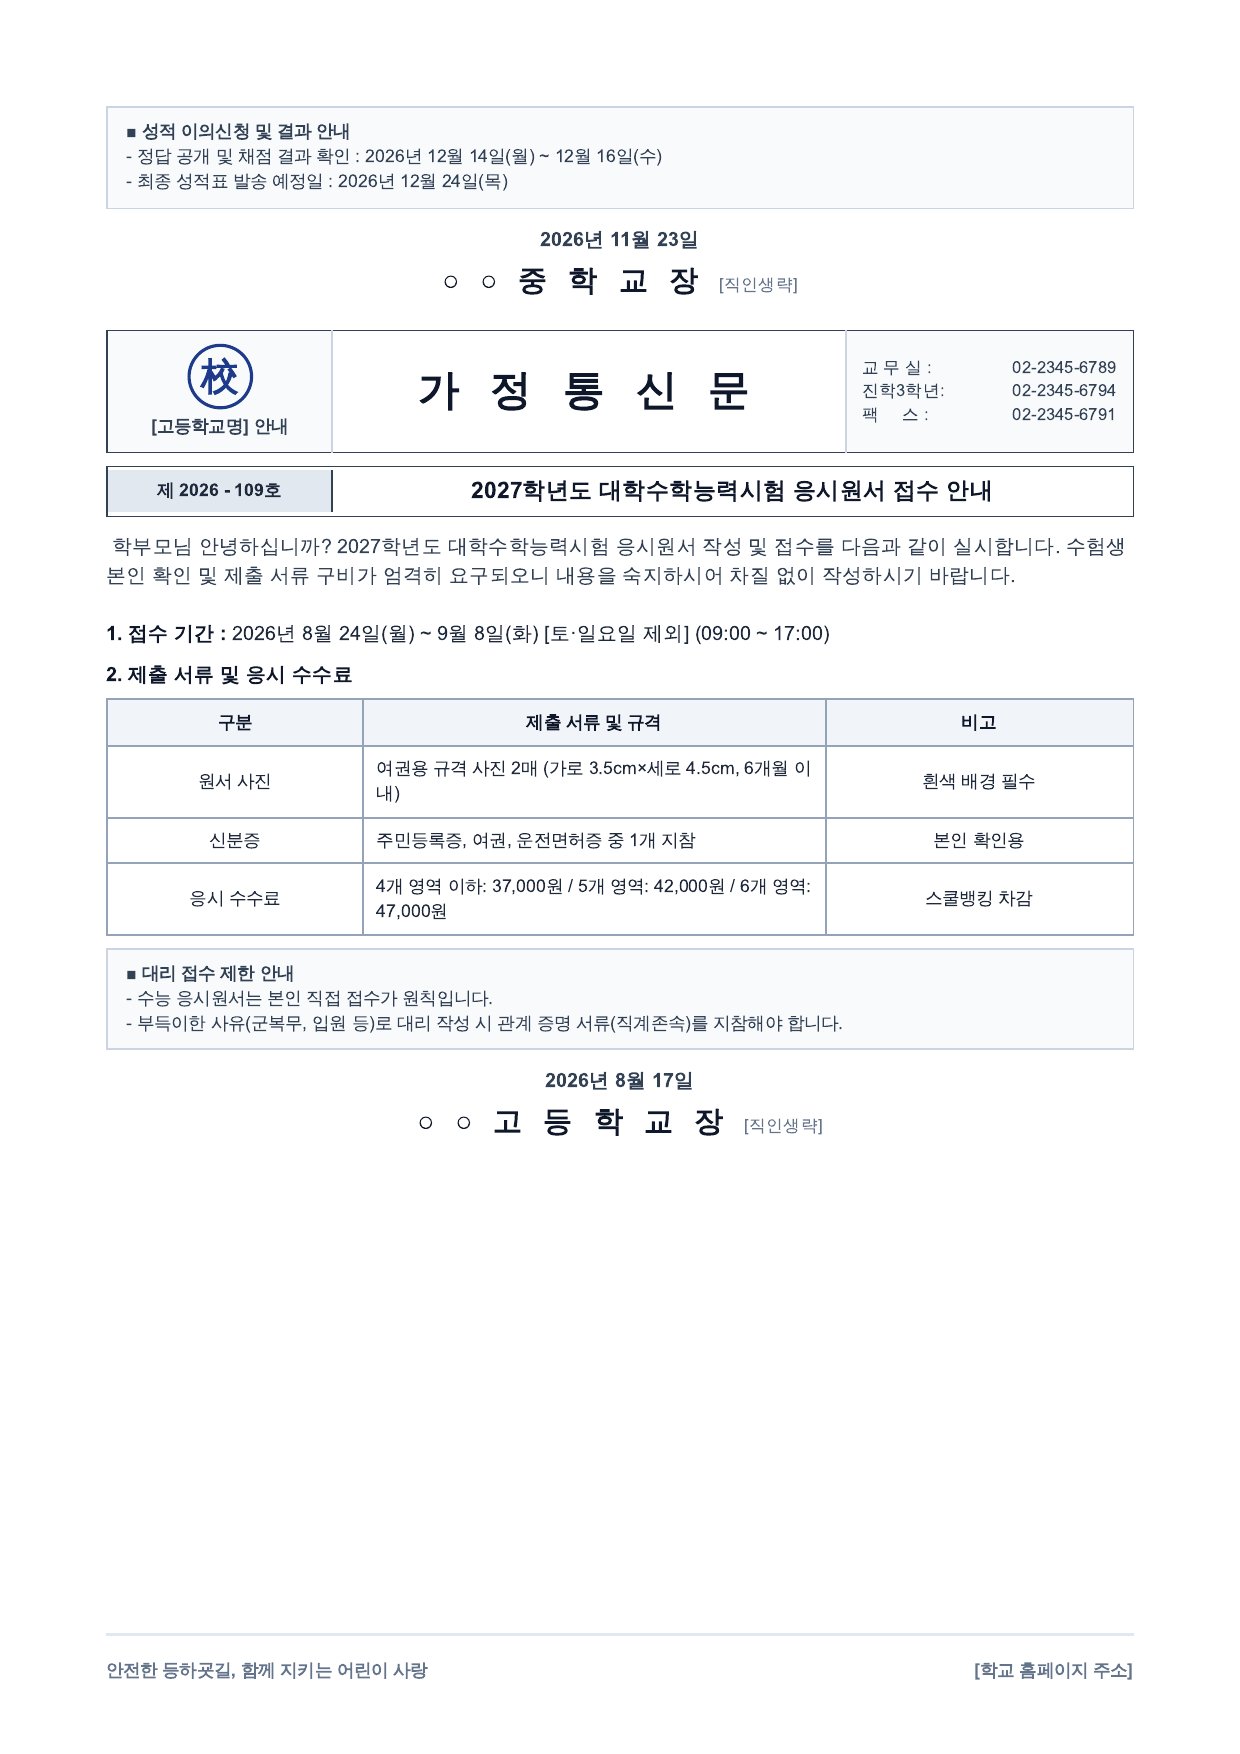 ■ 성적 이의신청 및 결과 안내
- 정답 공개 및 채점 결과 확인 : 2026년 12월 14일(월) ~ 12월 16일(수)
- 최종 성적표 발송 예정일 : 2026년 12월 24일(목)
2026년 11월 23일
○ ○ 중 학 교 장 [직인생략]
校
[고등학교명] 안내
가 정 통 신 문
교 무 실 : 02-2345-6789
진학3학년: 02-2345-6794
팩 스 : 02-2345-6791
제 2026 - 109호
2027학년도 대학수학능력시험 응시원서 접수 안내
학부모님 안녕하십니까? 2027학년도 대학수학능력시험 응시원서 작성 및 접수를 다음과 같이 실시합니다. 수험생
본인 확인 및 제출 서류 구비가 엄격히 요구되오니 내용을 숙지하시어 차질 없이 작성하시기 바랍니다.
1. 접수 기간 : 2026년 8월 24일(월) ~ 9월 8일(화) [토·일요일 제외] (09:00 ~ 17:00)
2. 제출 서류 및 응시 수수료
구분 제출 서류 및 규격 비고
원서 사진 여권용 규격 사진 2매 (가로 3.5cm×세로 4.5cm, 6개월 이
내) 흰색 배경 필수
신분증 주민등록증, 여권, 운전면허증 중 1개 지참 본인 확인용
응시 수수료 4개 영역 이하: 37,000원 / 5개 영역: 42,000원 / 6개 영역:
47,000원 스쿨뱅킹 차감
■ 대리 접수 제한 안내
- 수능 응시원서는 본인 직접 접수가 원칙입니다.
- 부득이한 사유(군복무, 입원 등)로 대리 작성 시 관계 증명 서류(직계존속)를 지참해야 합니다.
2026년 8월 17일
○ ○ 고 등 학 교 장 [직인생략]
안전한 등하굣길, 함께 지키는 어린이 사랑
[학교 홈페이지 주소]